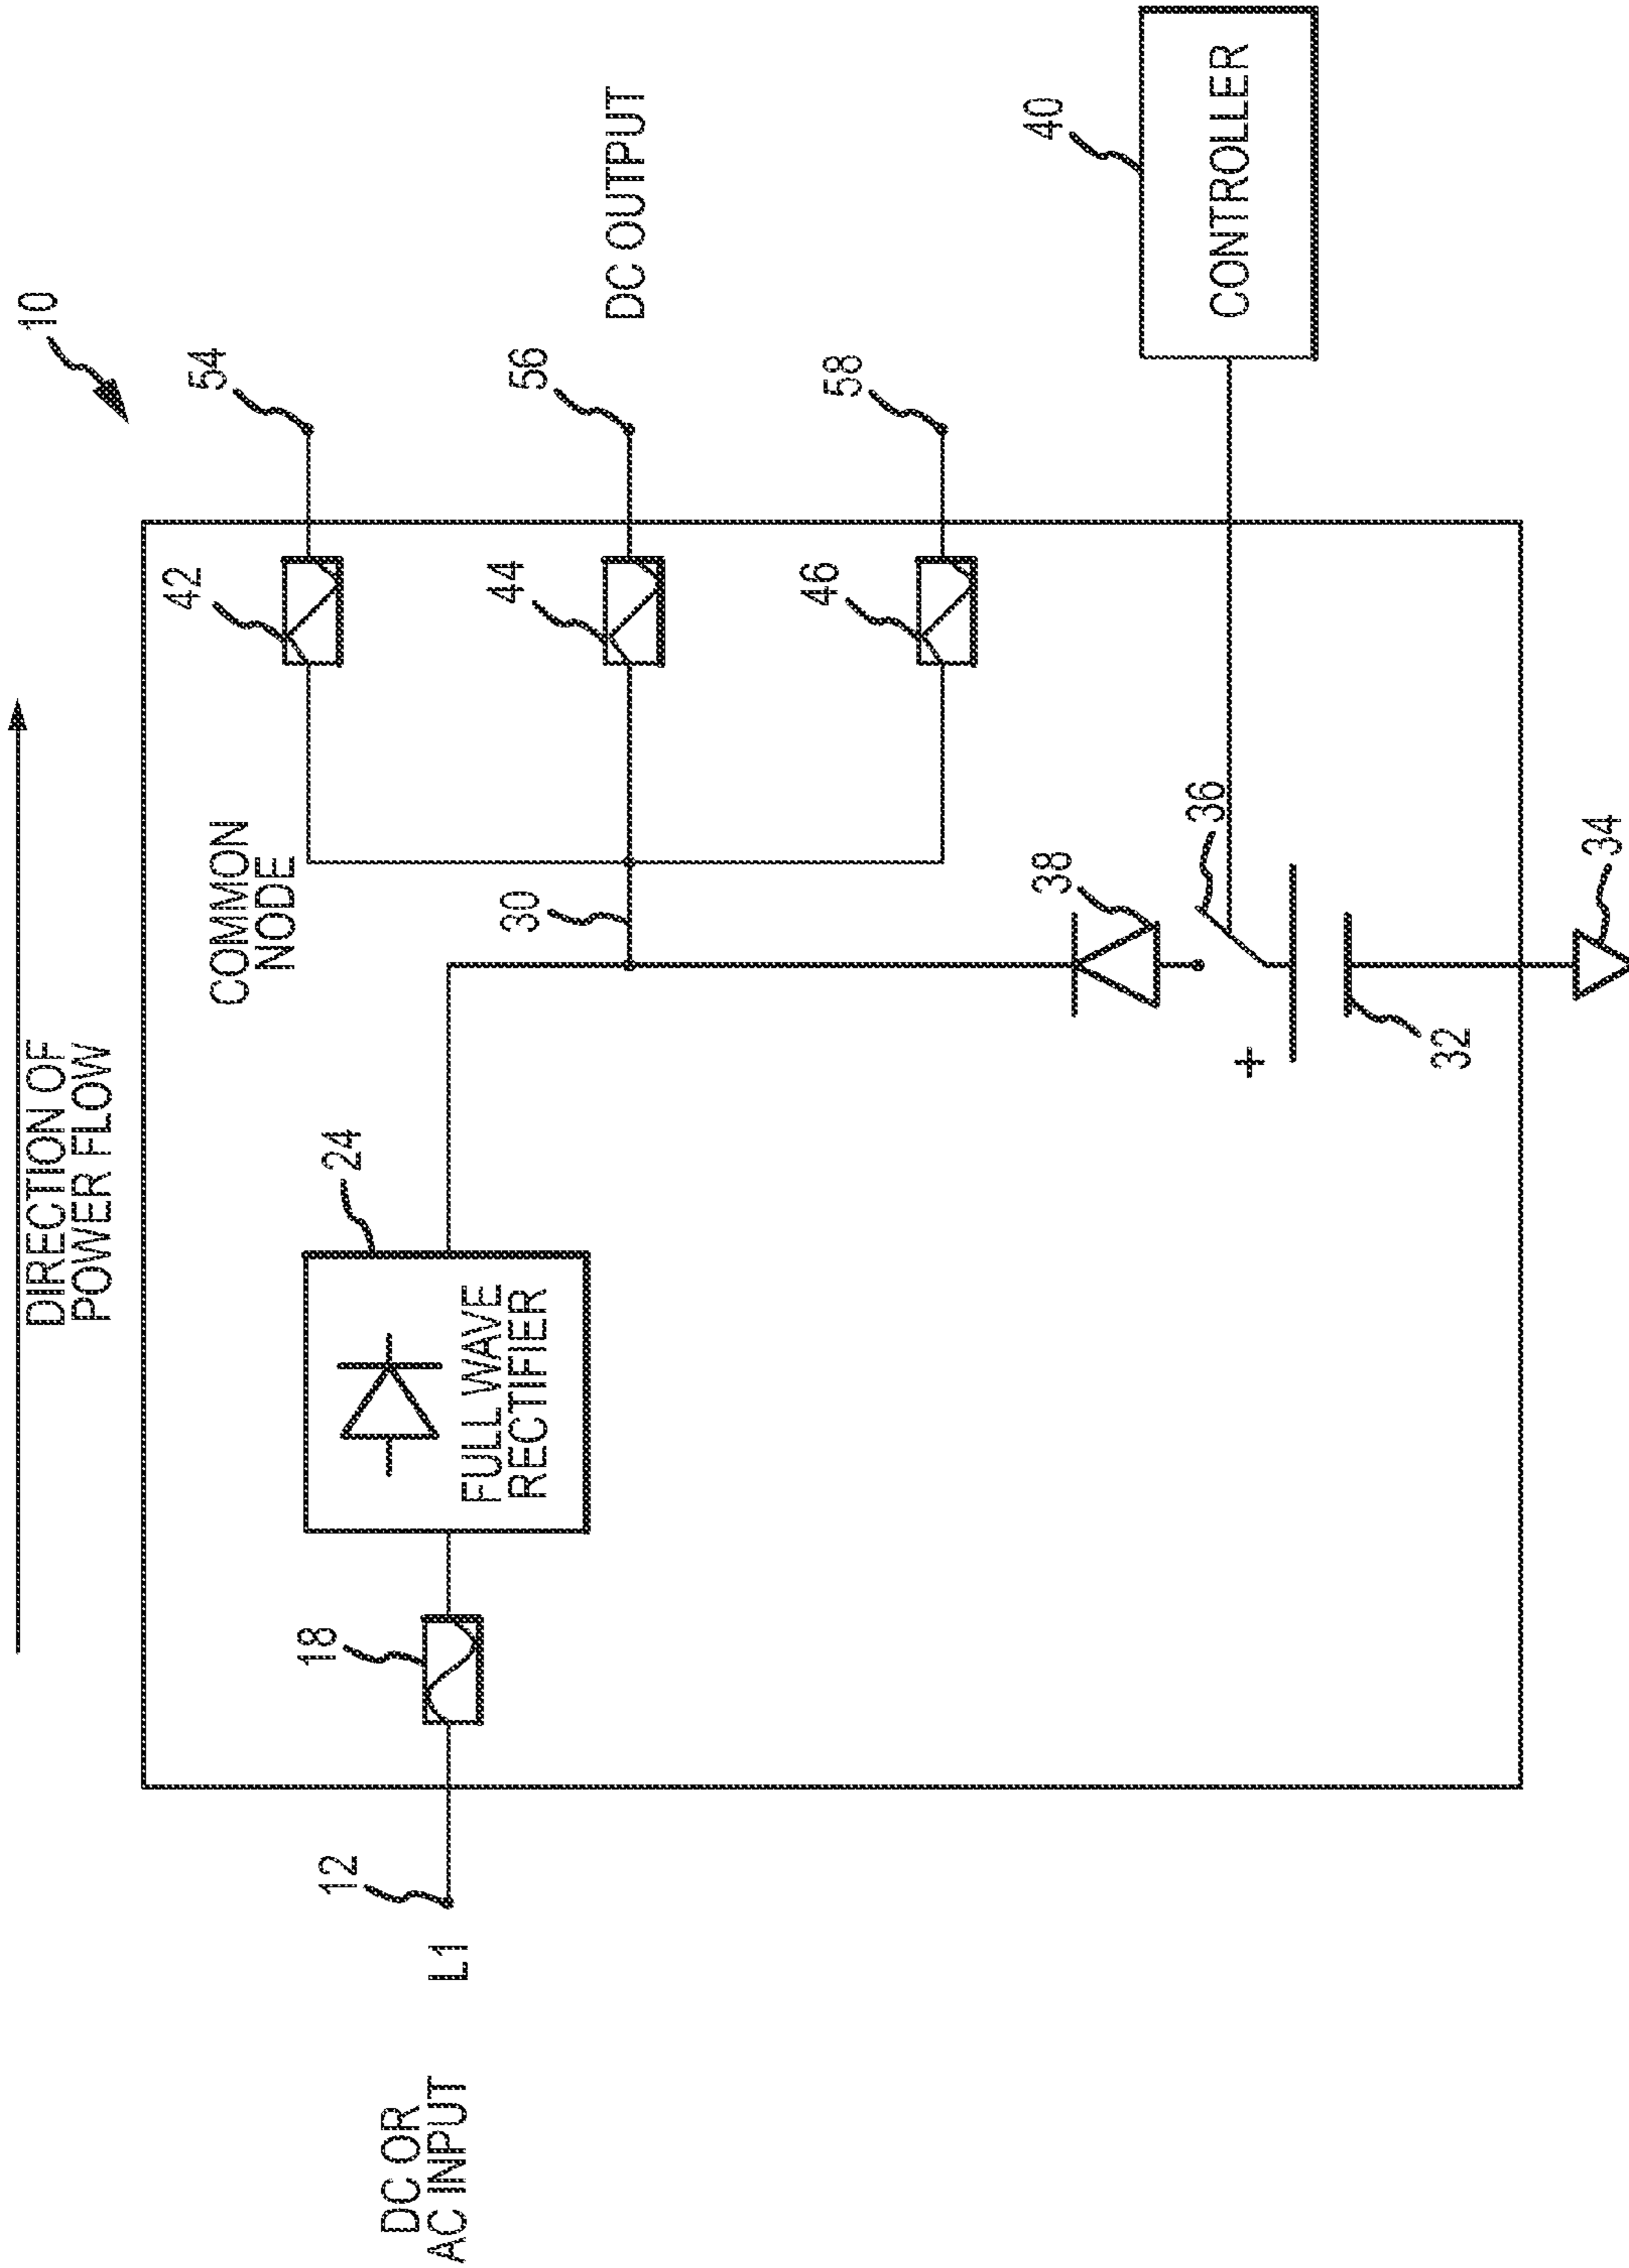 DIRECTION OF
POWER FLOW
10
42
54
COMMON
NODE
18
12
24
DC OR
AC INPUT
L1
FULL WAVE
RECTIFIER
30
44
56
DC OUTPUT
46
58
38
40
36
CONTROLLER
+
32
34